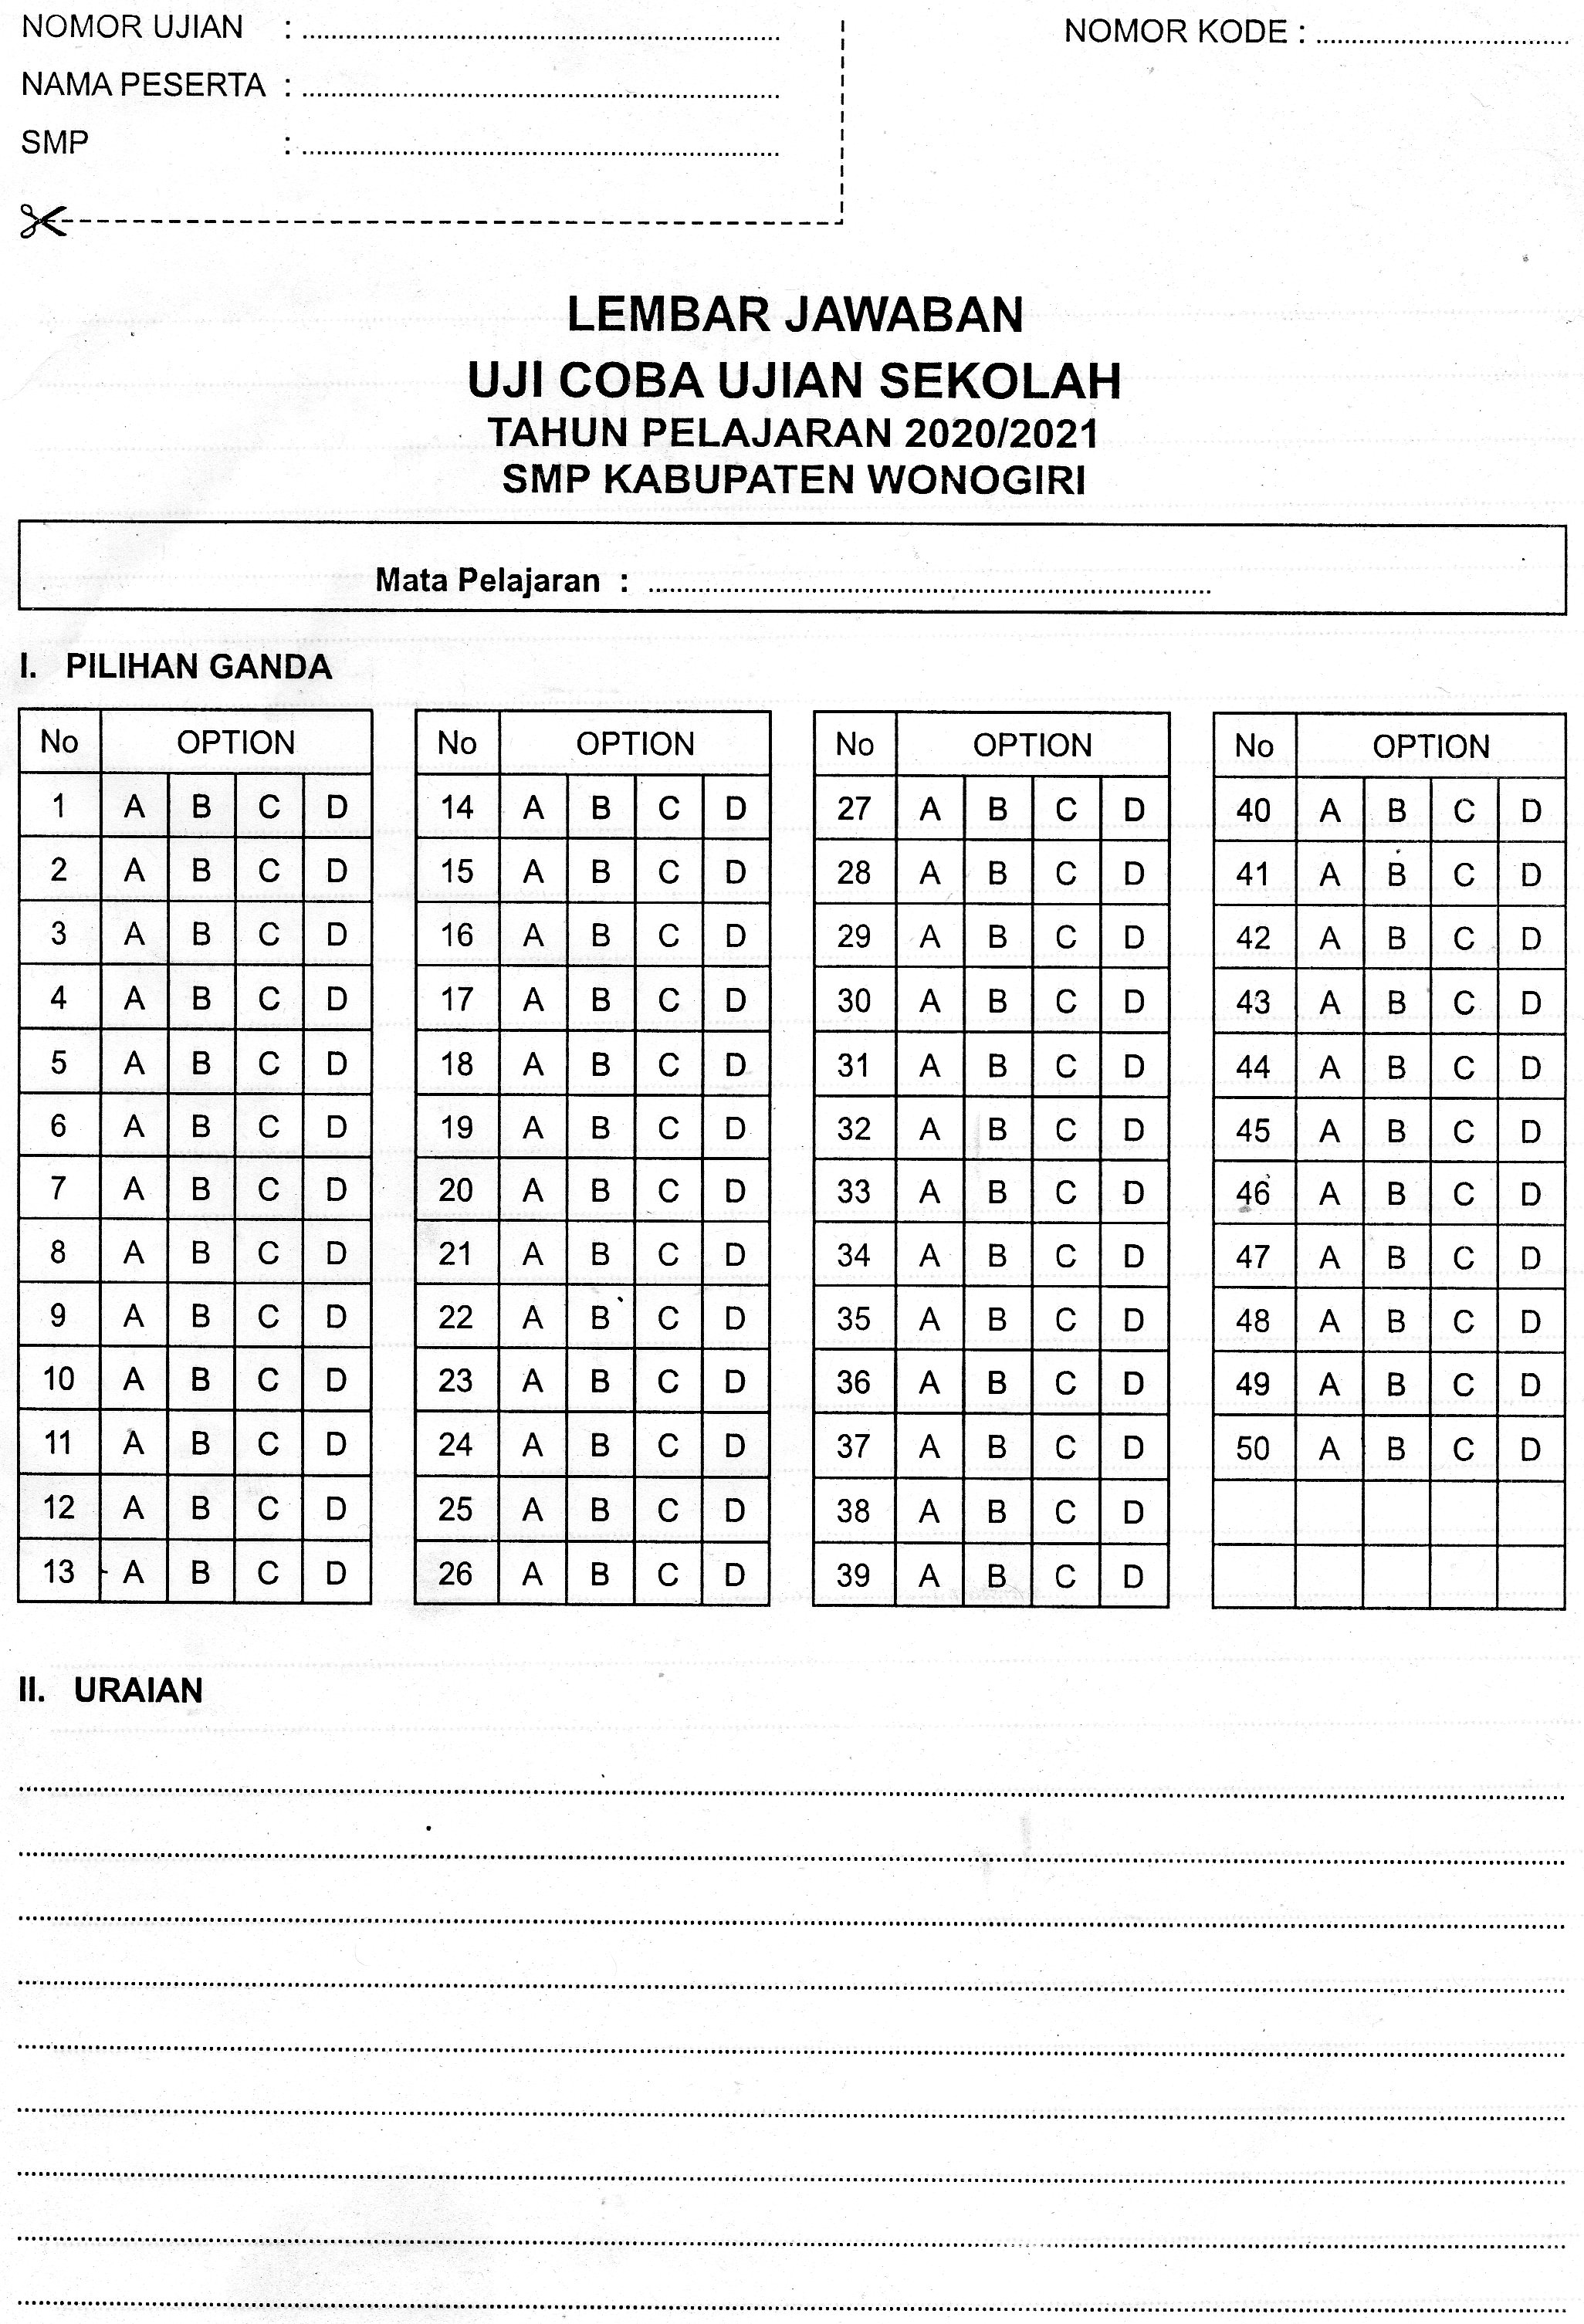 NOMOR UJIAN : ........................................
NOMOR KODE : ........................................
NAMA PESERTA : ........................................
SMP : ........................................
LEMBAR JAWABAN
UJI COBA UJIAN SEKOLAH
TAHUN PELAJARAN 2020/2021
SMP KABUPATEN WONOGIRI
Mata Pelajaran : ........................................
I. PILIHAN GANDA
No OPTION No OPTION No OPTION No OPTION
1 A B C D 14 A B C D 27 A B C D 40 A B C D
2 A B C D 15 A B C D 28 A B C D 41 A B C D
3 A B C D 16 A B C D 29 A B C D 42 A B C D
4 A B C D 17 A B C D 30 A B C D 43 A B C D
5 A B C D 18 A B C D 31 A B C D 44 A B C D
6 A B C D 19 A B C D 32 A B C D 45 A B C D
7 A B C D 20 A B C D 33 A B C D 46 A B C D
8 A B C D 21 A B C D 34 A B C D 47 A B C D
9 A B C D 22 A B C D 35 A B C D 48 A B C D
10 A B C D 23 A B C D 36 A B C D 49 A B C D
11 A B C D 24 A B C D 37 A B C D 50 A B C D
12 A B C D 25 A B C D 38 A B C D
13 A B C D 26 A B C D 39 A B C D
II. URAIAN